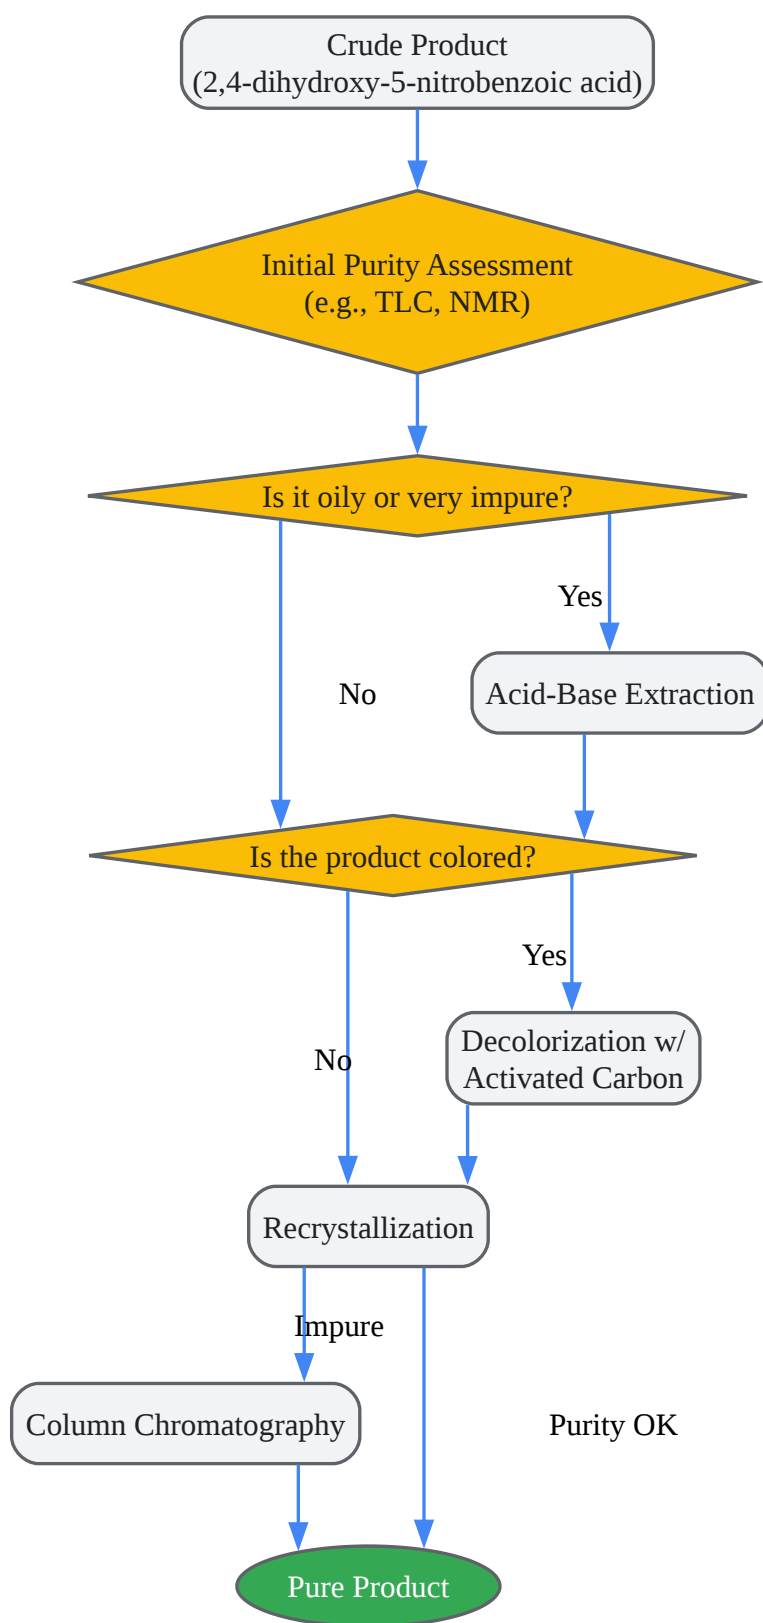 Crude Product
(2,4-dihydroxy-5-nitrobenzoic acid)
Initial Purity Assessment
(e.g., TLC, NMR)
Is it oily or very impure?
Yes
No
Acid-Base Extraction
Is the product colored?
Yes
No
Decolorization w/
Activated Carbon
Recrystallization
Impure
Column Chromatography
Purity OK
Pure Product